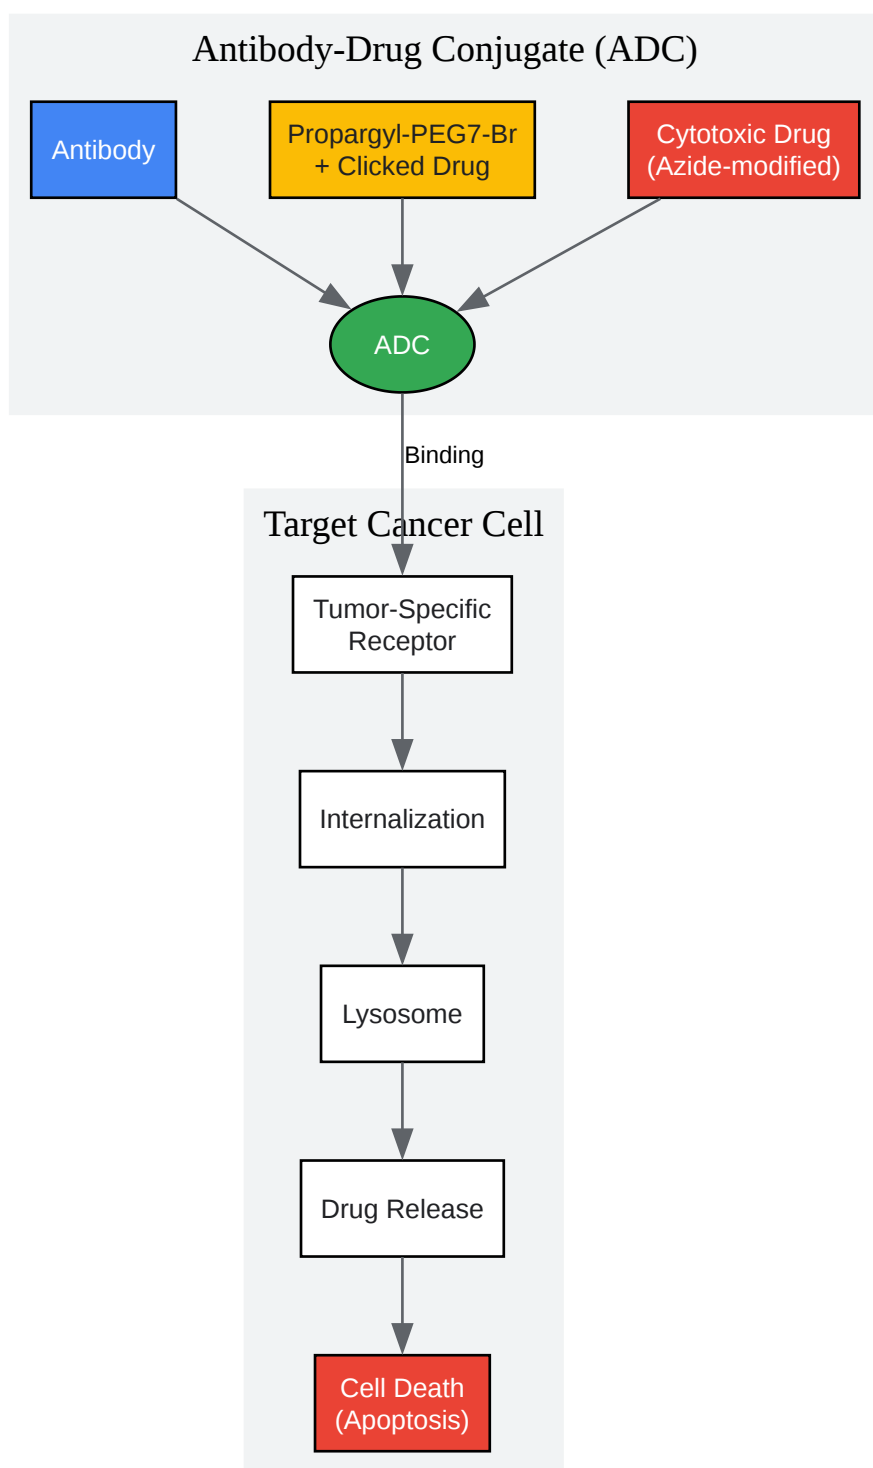 Antibody-Drug Conjugate (ADC)
Antibody
Propargyl-PEG7-Br
+ Clicked Drug
Cytotoxic Drug
(Azide-modified)
ADC
Binding
Target Cancer Cell
Tumor-Specific
Receptor
Internalization
Lysosome
Drug Release
Cell Death
(Apoptosis)